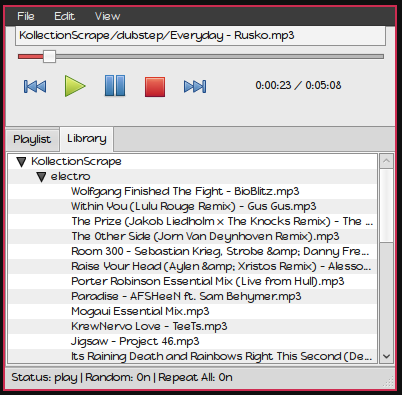 File Edit View
KollectionScrape/dubstep/Everyday - Rusko.mp3
0:00:23 / 0:05:08
Playlist Library
KollectionScrape
electro
Wolfgang Finished The Fight - BioBlitz.mp3
Within You (Lulu Rouge Remix) - Gus Gus.mp3
The Prize (Jakob Liedholm x The Knocks Remix) - The ...
The Other Side (Jorn Van Deynhoven Remix).mp3
Room 300 - Sebastian Krieg, Strobe &amp; Danny Fre...
Raise Your Head (Aylen &amp; Xristos Remix) - Alesso...
Porter Robinson Essential Mix (Live from Hull).mp3
Paradise - AFSHeeN ft. Sam Behymer.mp3
Mogaui Essential Mix.mp3
KrewNervo Love - TeeTs.mp3
Jigsaw - Project 46.mp3
Its Raining Death and Rainbows Right This Second (De...
Status: play | Random: On | Repeat All: On